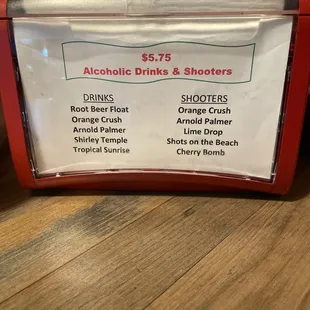 $5.75
Alcoholic Drinks & Shooters
DRINKS
Root Beer Float
Orange Crush
Arnold Palmer
Shirley Temple
Tropical Sunrise
SHOOTERS
Orange Crush
Arnold Palmer
Lime Drop
Shots on the Beach
Cherry Bomb